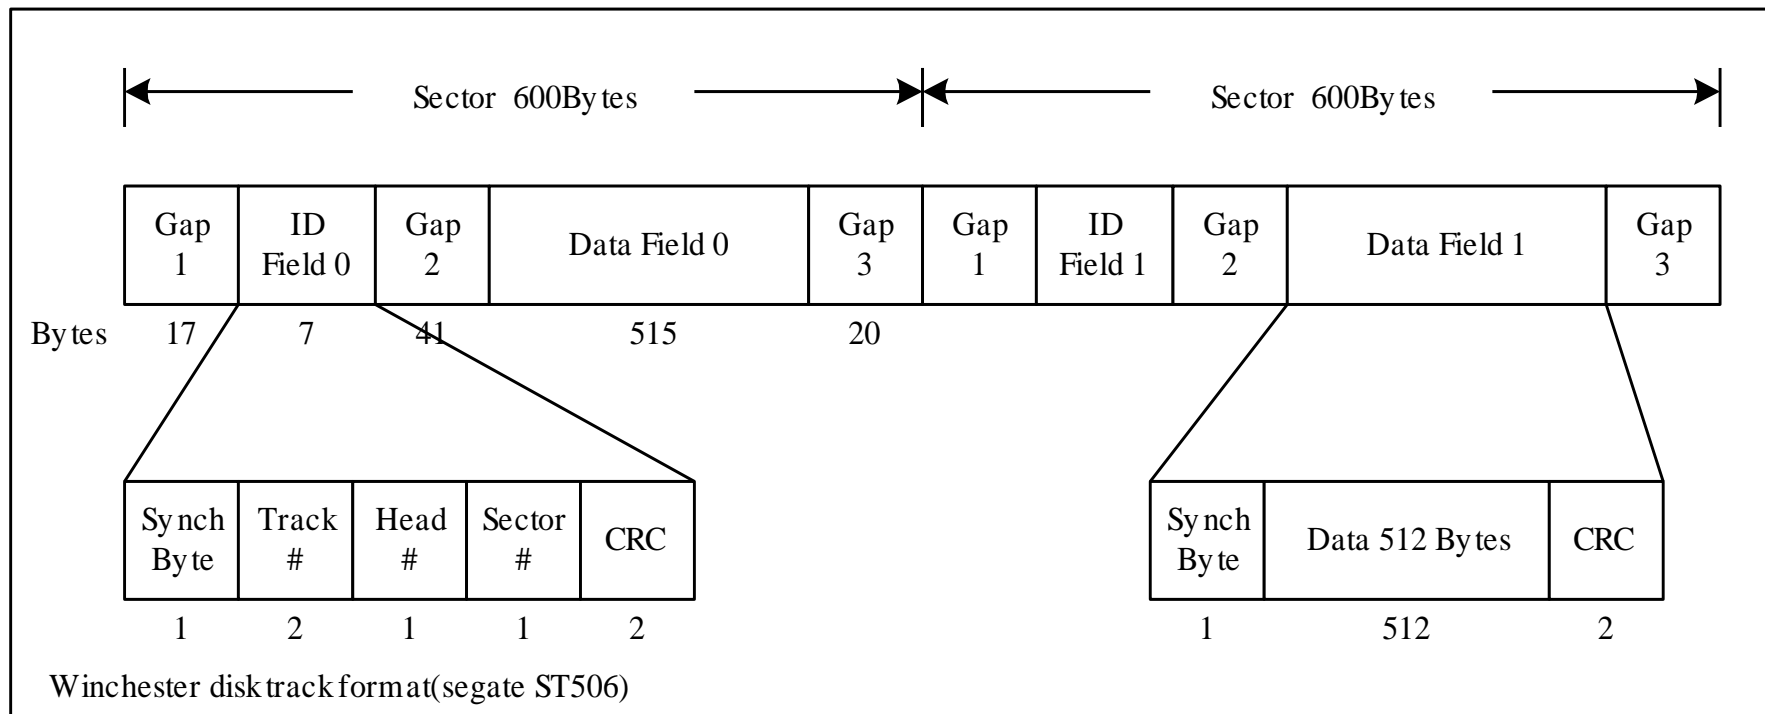 Sector 600Bytes Sector 600Bytes
Gap 1 ID Field 0 Gap 2 Data Field 0 Gap 3 Gap 1 ID Field 1 Gap 2 Data Field 1 Gap 3
Bytes 17 7 41 515 20
Synch Byte Track # Head # Sector # CRC Synch Byte Data 512 Bytes CRC
1 2 1 1 2 1 512 2
Winchester disk track format(segate ST506)